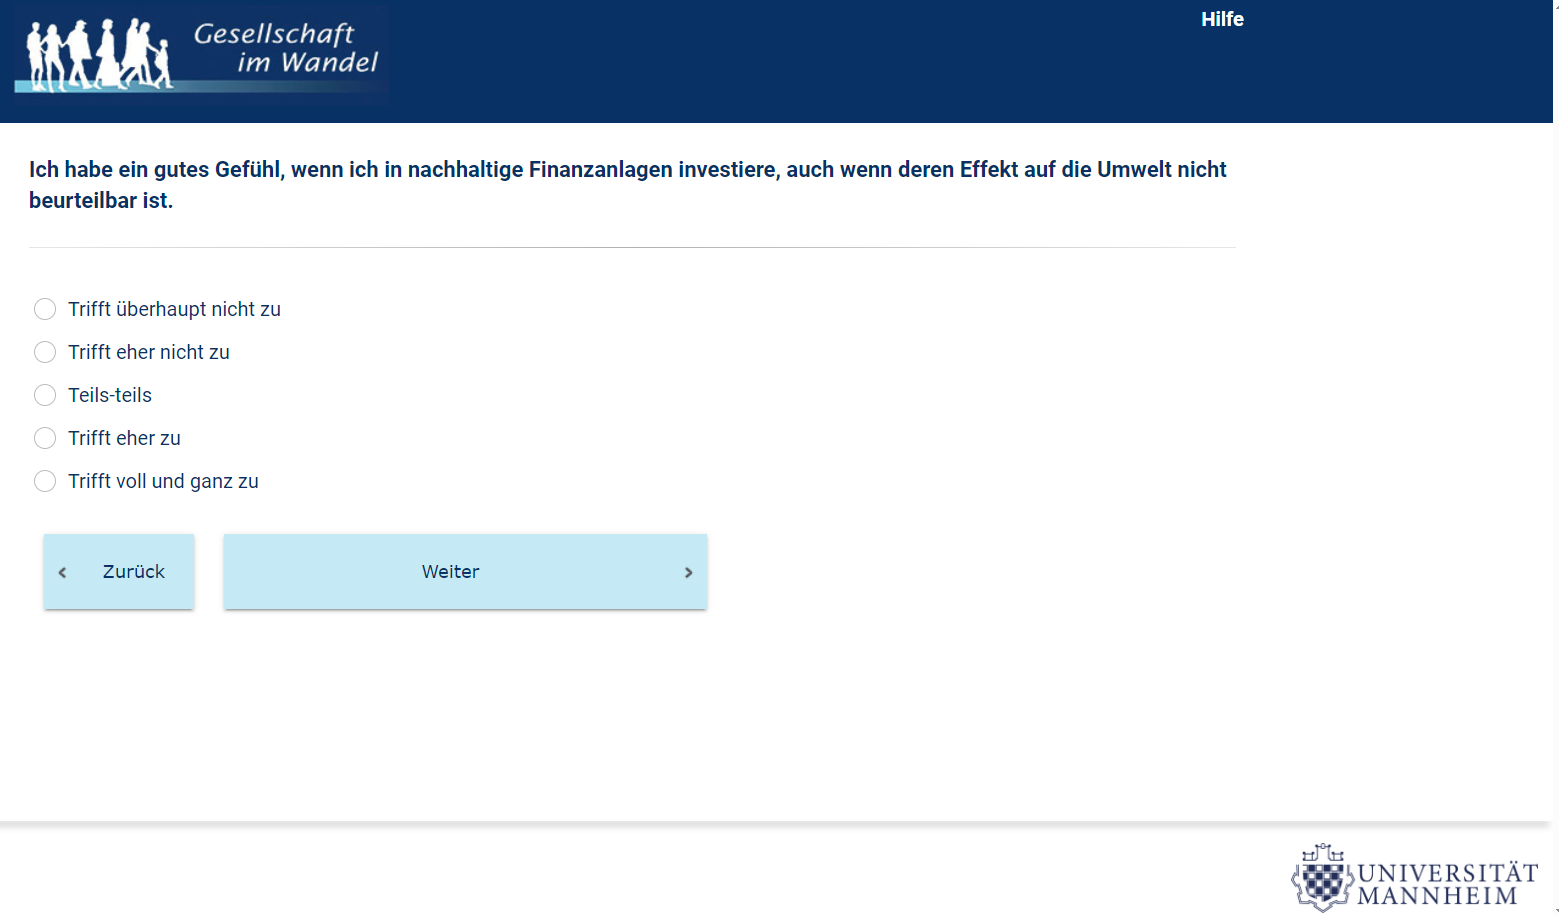 Gesellschaft
im Wandel
Hilfe
Ich habe ein gutes Gefühl, wenn ich in nachhaltige Finanzanlagen investiere, auch wenn deren Effekt auf die Umwelt nicht
beurteilbar ist.
Trifft überhaupt nicht zu
Trifft eher nicht zu
Teils-teils
Trifft eher zu
Trifft voll und ganz zu
Zurück
Weiter
UNIVERSITÄT
MANNHEIM